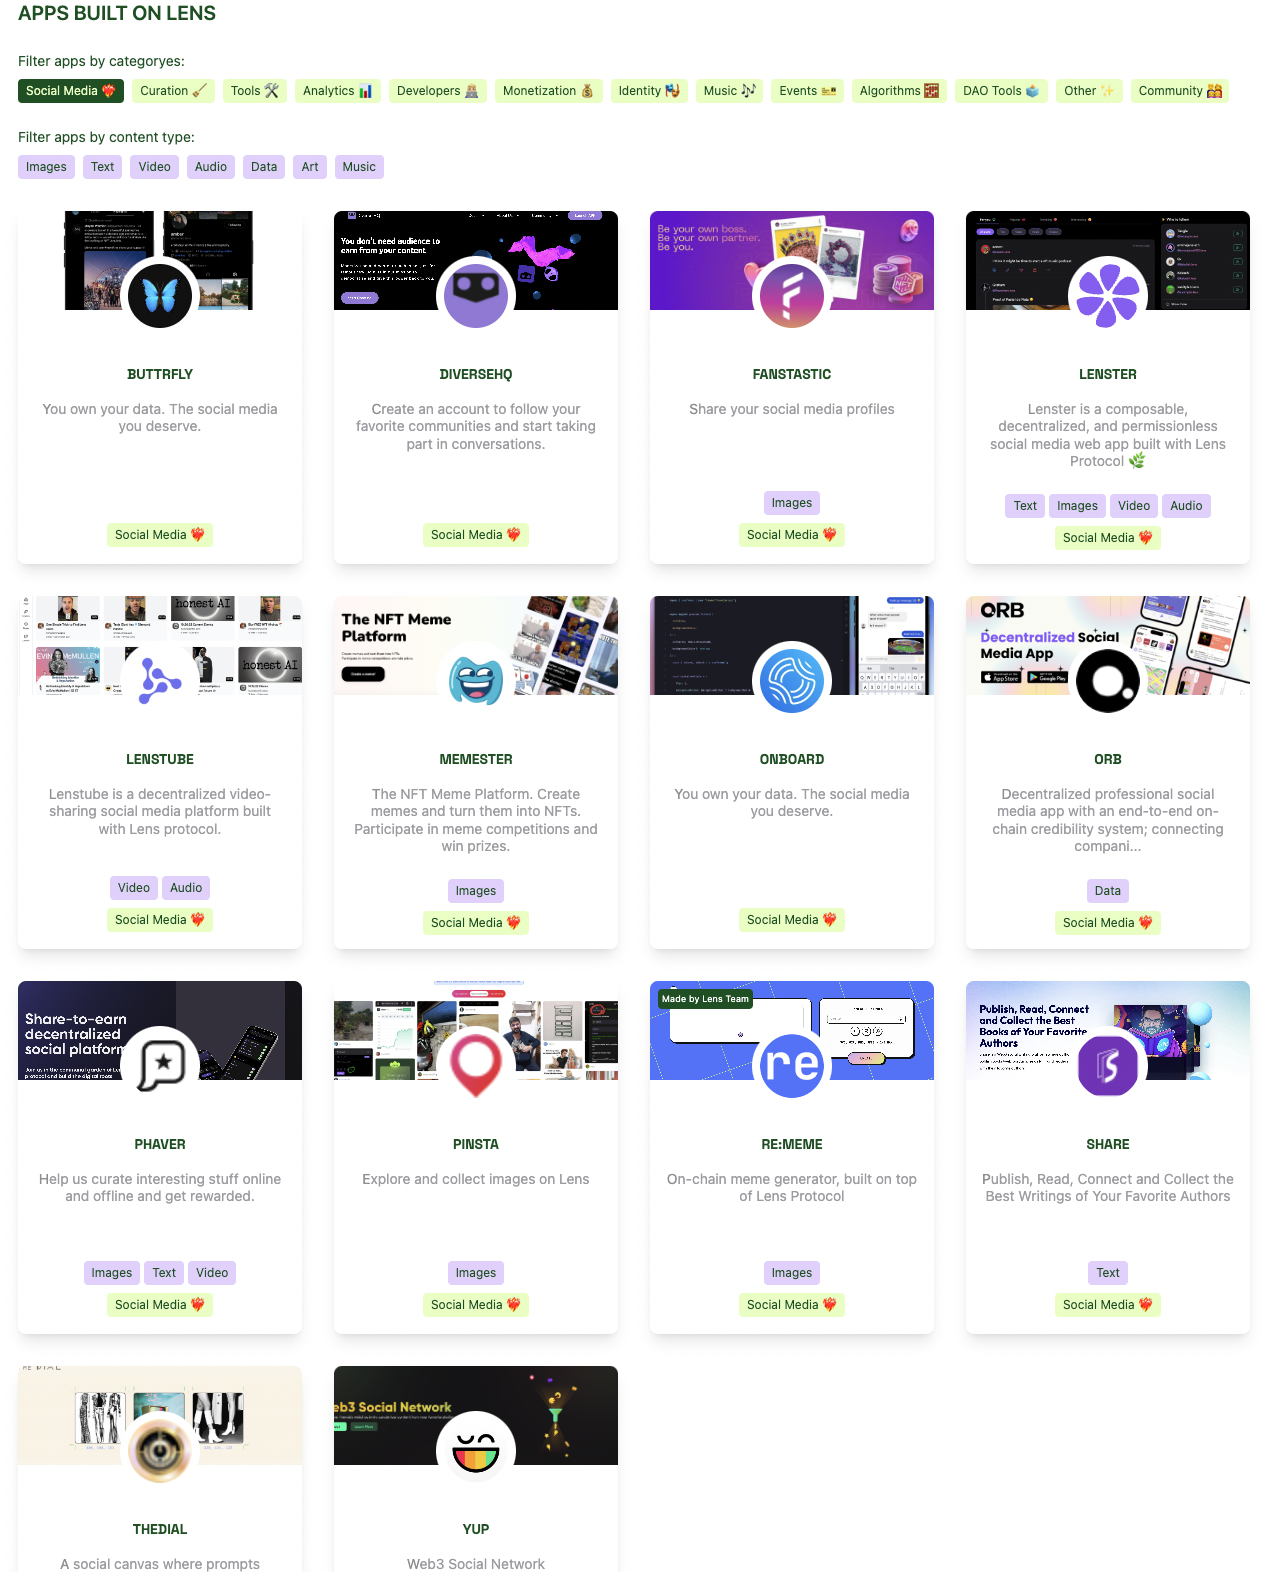 APPS BUILT ON LENS
Filter apps by categoryes:
Social Media ❤️‍🔥 Curation 🧹 Tools 🛠 Analytics 📊 Developers 👷 Monetization 💰 Identity 🎭 Music 🎶 Events 🎫 Algorithms 🧮 DAO Tools 🗳 Other ✨ Community 👨‍👩‍👧‍👦
Filter apps by content type:
Images Text Video Audio Data Art Music
You don't need audience to
earn from your content
Be your own boss.
Be your own partner.
Be you.
BUTTRFLY
You own your data. The social media
you deserve.
Social Media ❤️‍🔥
DIVERSEHQ
Create an account to follow your
favorite communities and start taking
part in conversations.
Social Media ❤️‍🔥
FANSTASTIC
Share your social media profiles
Images
Social Media ❤️‍🔥
LENSTER
Lenster is a composable,
decentralized, and permissionless
social media web app built with Lens
Protocol 🌿
Text Images Video Audio
Social Media ❤️‍🔥
honest AI
honest AI
The NFT Meme
Platform
ORB
Decentralized Social
Media App
App Store Google Play
LENSTUBE
Lenstube is a decentralized video-
sharing social media platform built
with Lens protocol.
Video Audio
Social Media ❤️‍🔥
MEMESTER
The NFT Meme Platform. Create
memes and turn them into NFTs.
Participate in meme competitions and
win prizes.
Images
Social Media ❤️‍🔥
ONBOARD
You own your data. The social media
you deserve.
Social Media ❤️‍🔥
ORB
Decentralized professional social
media app with an end-to-end on-
chain credibility system; connecting
compani...
Data
Social Media ❤️‍🔥
Share-to-earn
decentralized
social platform
Made by Lens Team
re
Publish, Read, Connect
and Collect the Best
Books of Your Favorite
Authors
PHAVER
Help us curate interesting stuff online
and offline and get rewarded.
Images Text Video
Social Media ❤️‍🔥
PINSTA
Explore and collect images on Lens
Images
Social Media ❤️‍🔥
RE:MEME
On-chain meme generator, built on top
of Lens Protocol
Images
Social Media ❤️‍🔥
SHARE
Publish, Read, Connect and Collect the
Best Writings of Your Favorite Authors
Text
Social Media ❤️‍🔥
eb3 Social Network
THEDIAL
A social canvas where prompts
YUP
Web3 Social Network